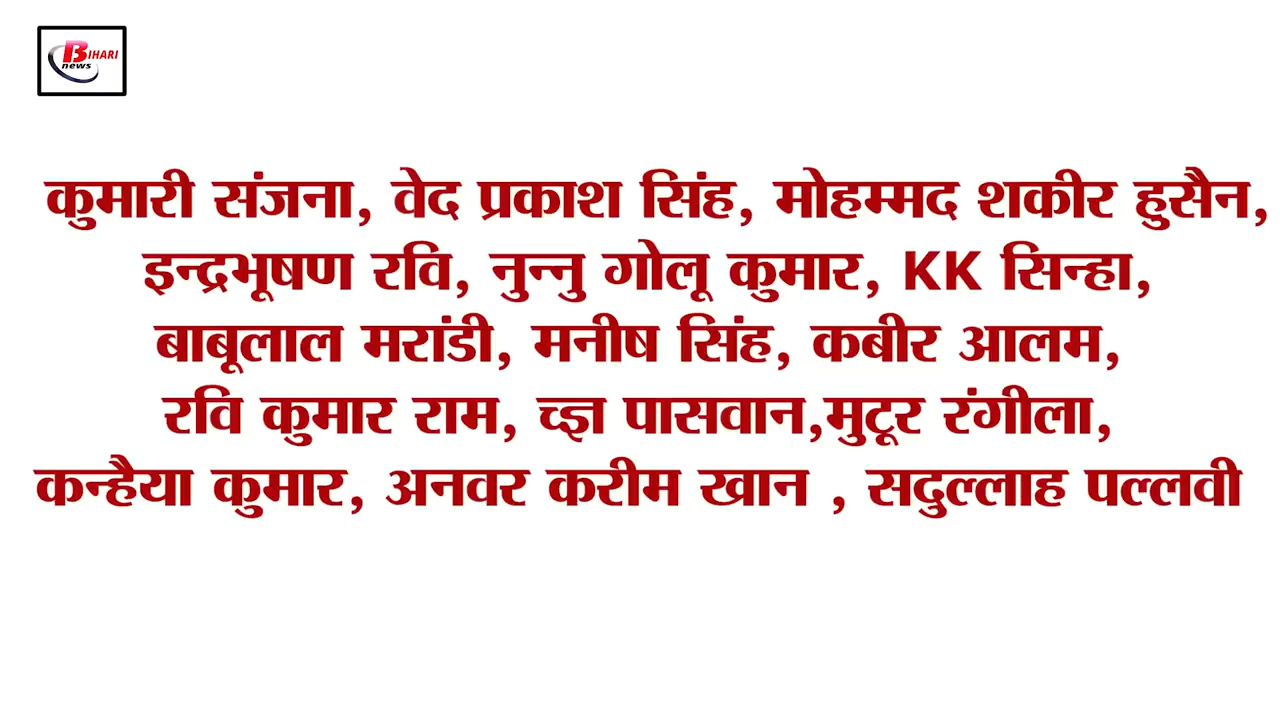 BIHARI
news
कुमारी संजना, वेद प्रकाश सिंह, मोहम्मद शकीर हुसैन,
इन्द्रभूषण रवि, नुन्नु गोलू कुमार, KK सिन्हा,
बाबूलाल मरांडी, मनीष सिंह, कबीर आलम,
रवि कुमार राम, च्ज्ञ पासवान,मुटूर रंगीला,
कन्हैया कुमार, अनवर करीम खान , सदुल्लाह पल्लवी